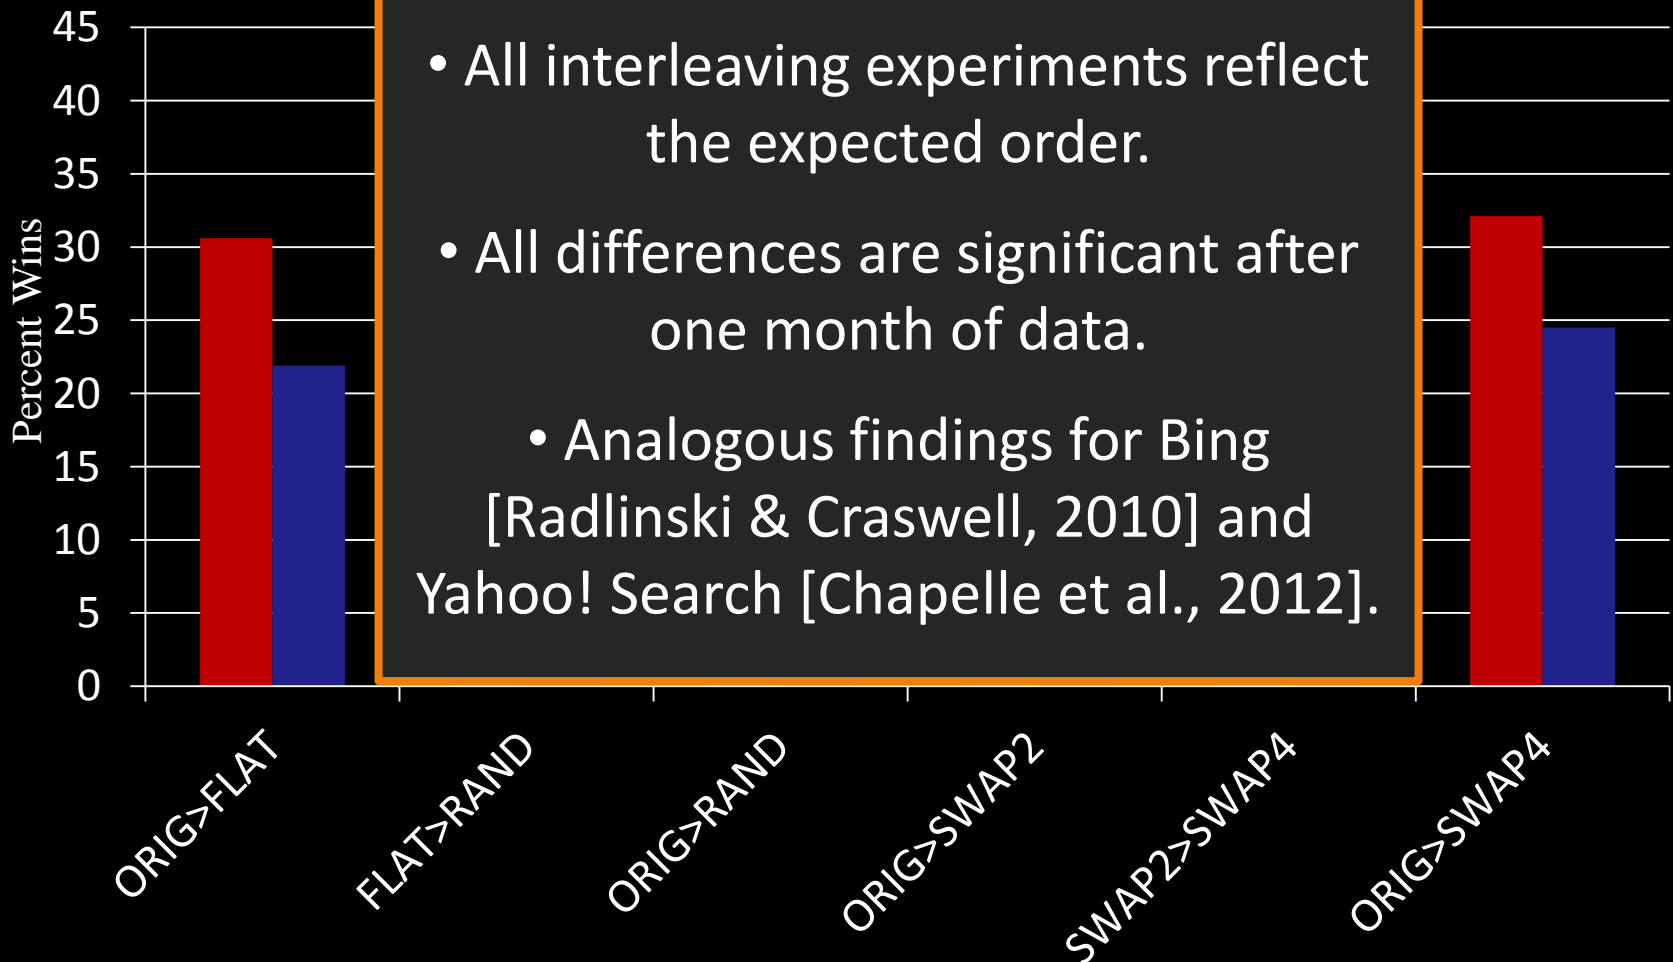 45
40
35
30
25
20
15
10
5
0
Percent Wins
• All interleaving experiments reflect
the expected order.
• All differences are significant after
one month of data.
• Analogous findings for Bing
[Radlinski & Craswell, 2010] and
Yahoo! Search [Chapelle et al., 2012].
ORIG>FLAT
FLAT>RAND
ORIG>RAND
ORIG>SWAP2
SWAP2>SWAP4
ORIG>SWAP4